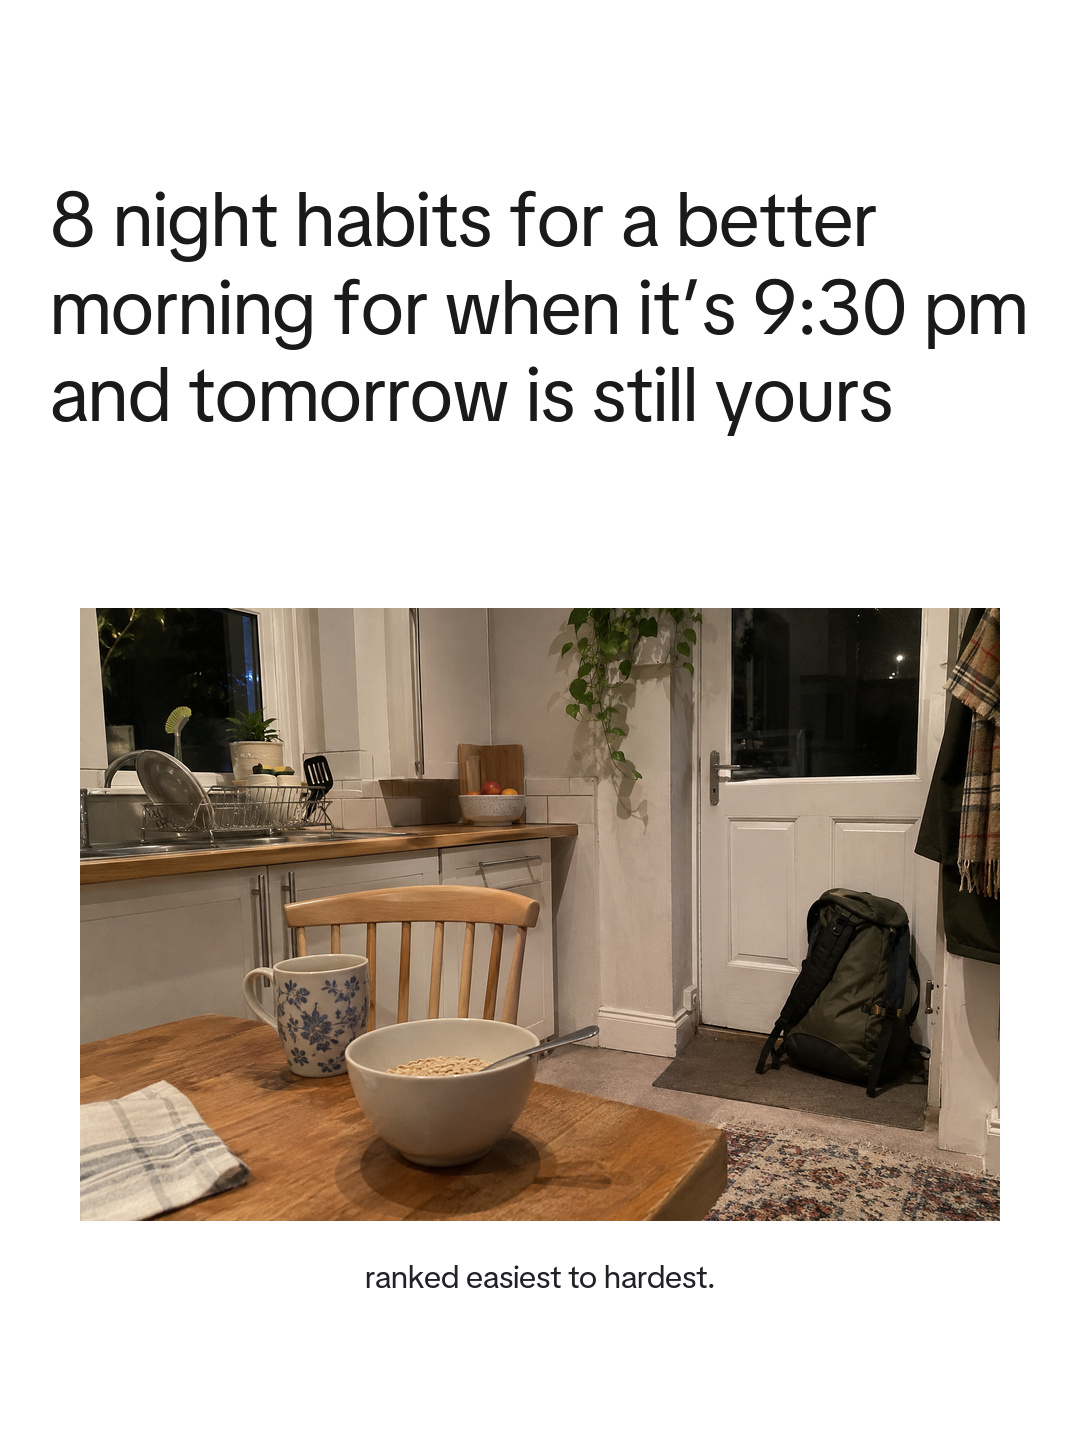 8 night habits for a better
morning for when it’s 9:30 pm
and tomorrow is still yours
ranked easiest to hardest.